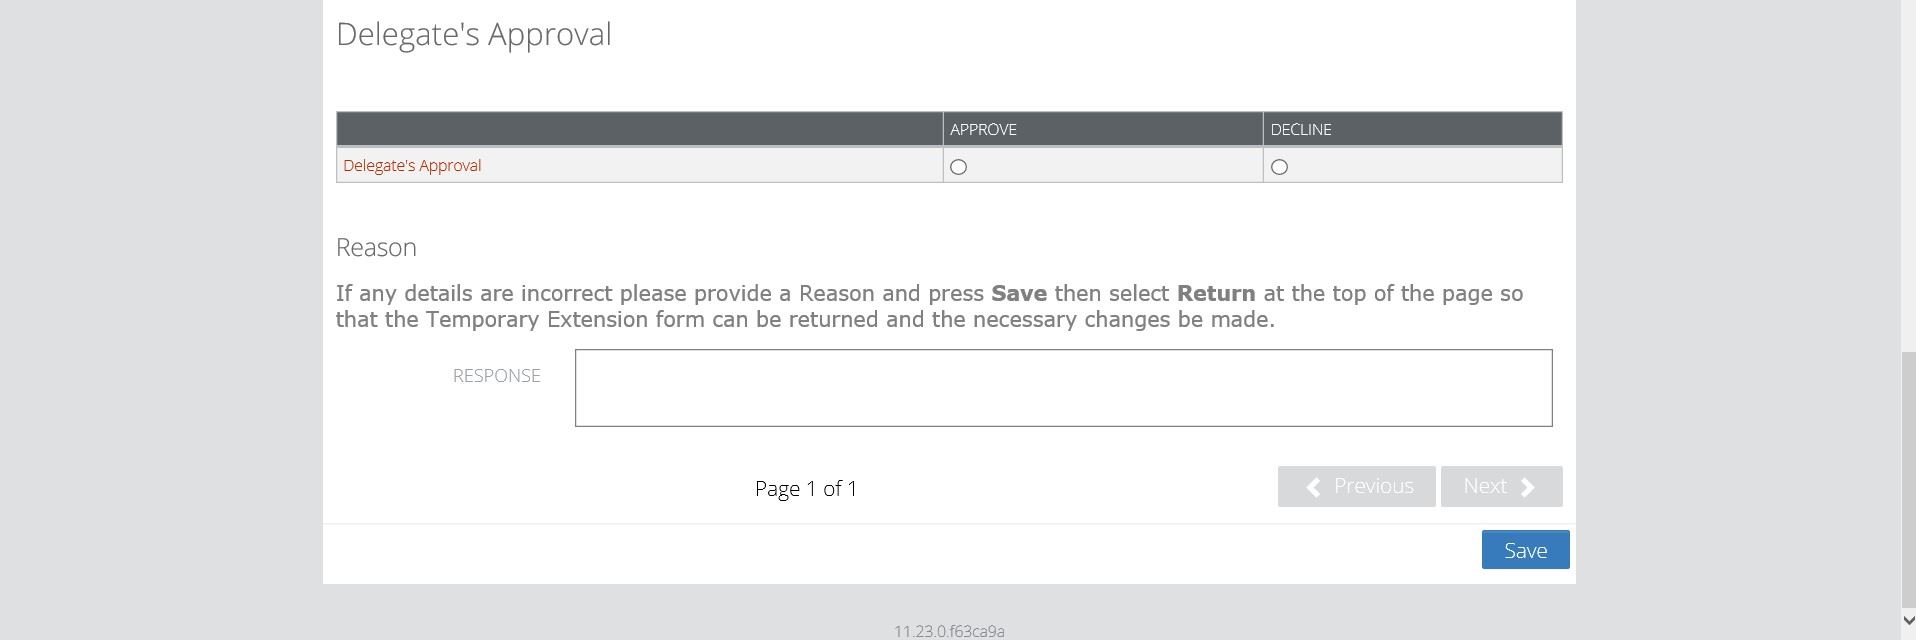 Delegate's Approval
APPROVE DECLINE
Delegate's Approval
Reason
If any details are incorrect please provide a Reason and press Save then select Return at the top of the page so
that the Temporary Extension form can be returned and the necessary changes be made.
RESPONSE
Page 1 of 1
Previous Next
Save
11.23.0.f63ca9a